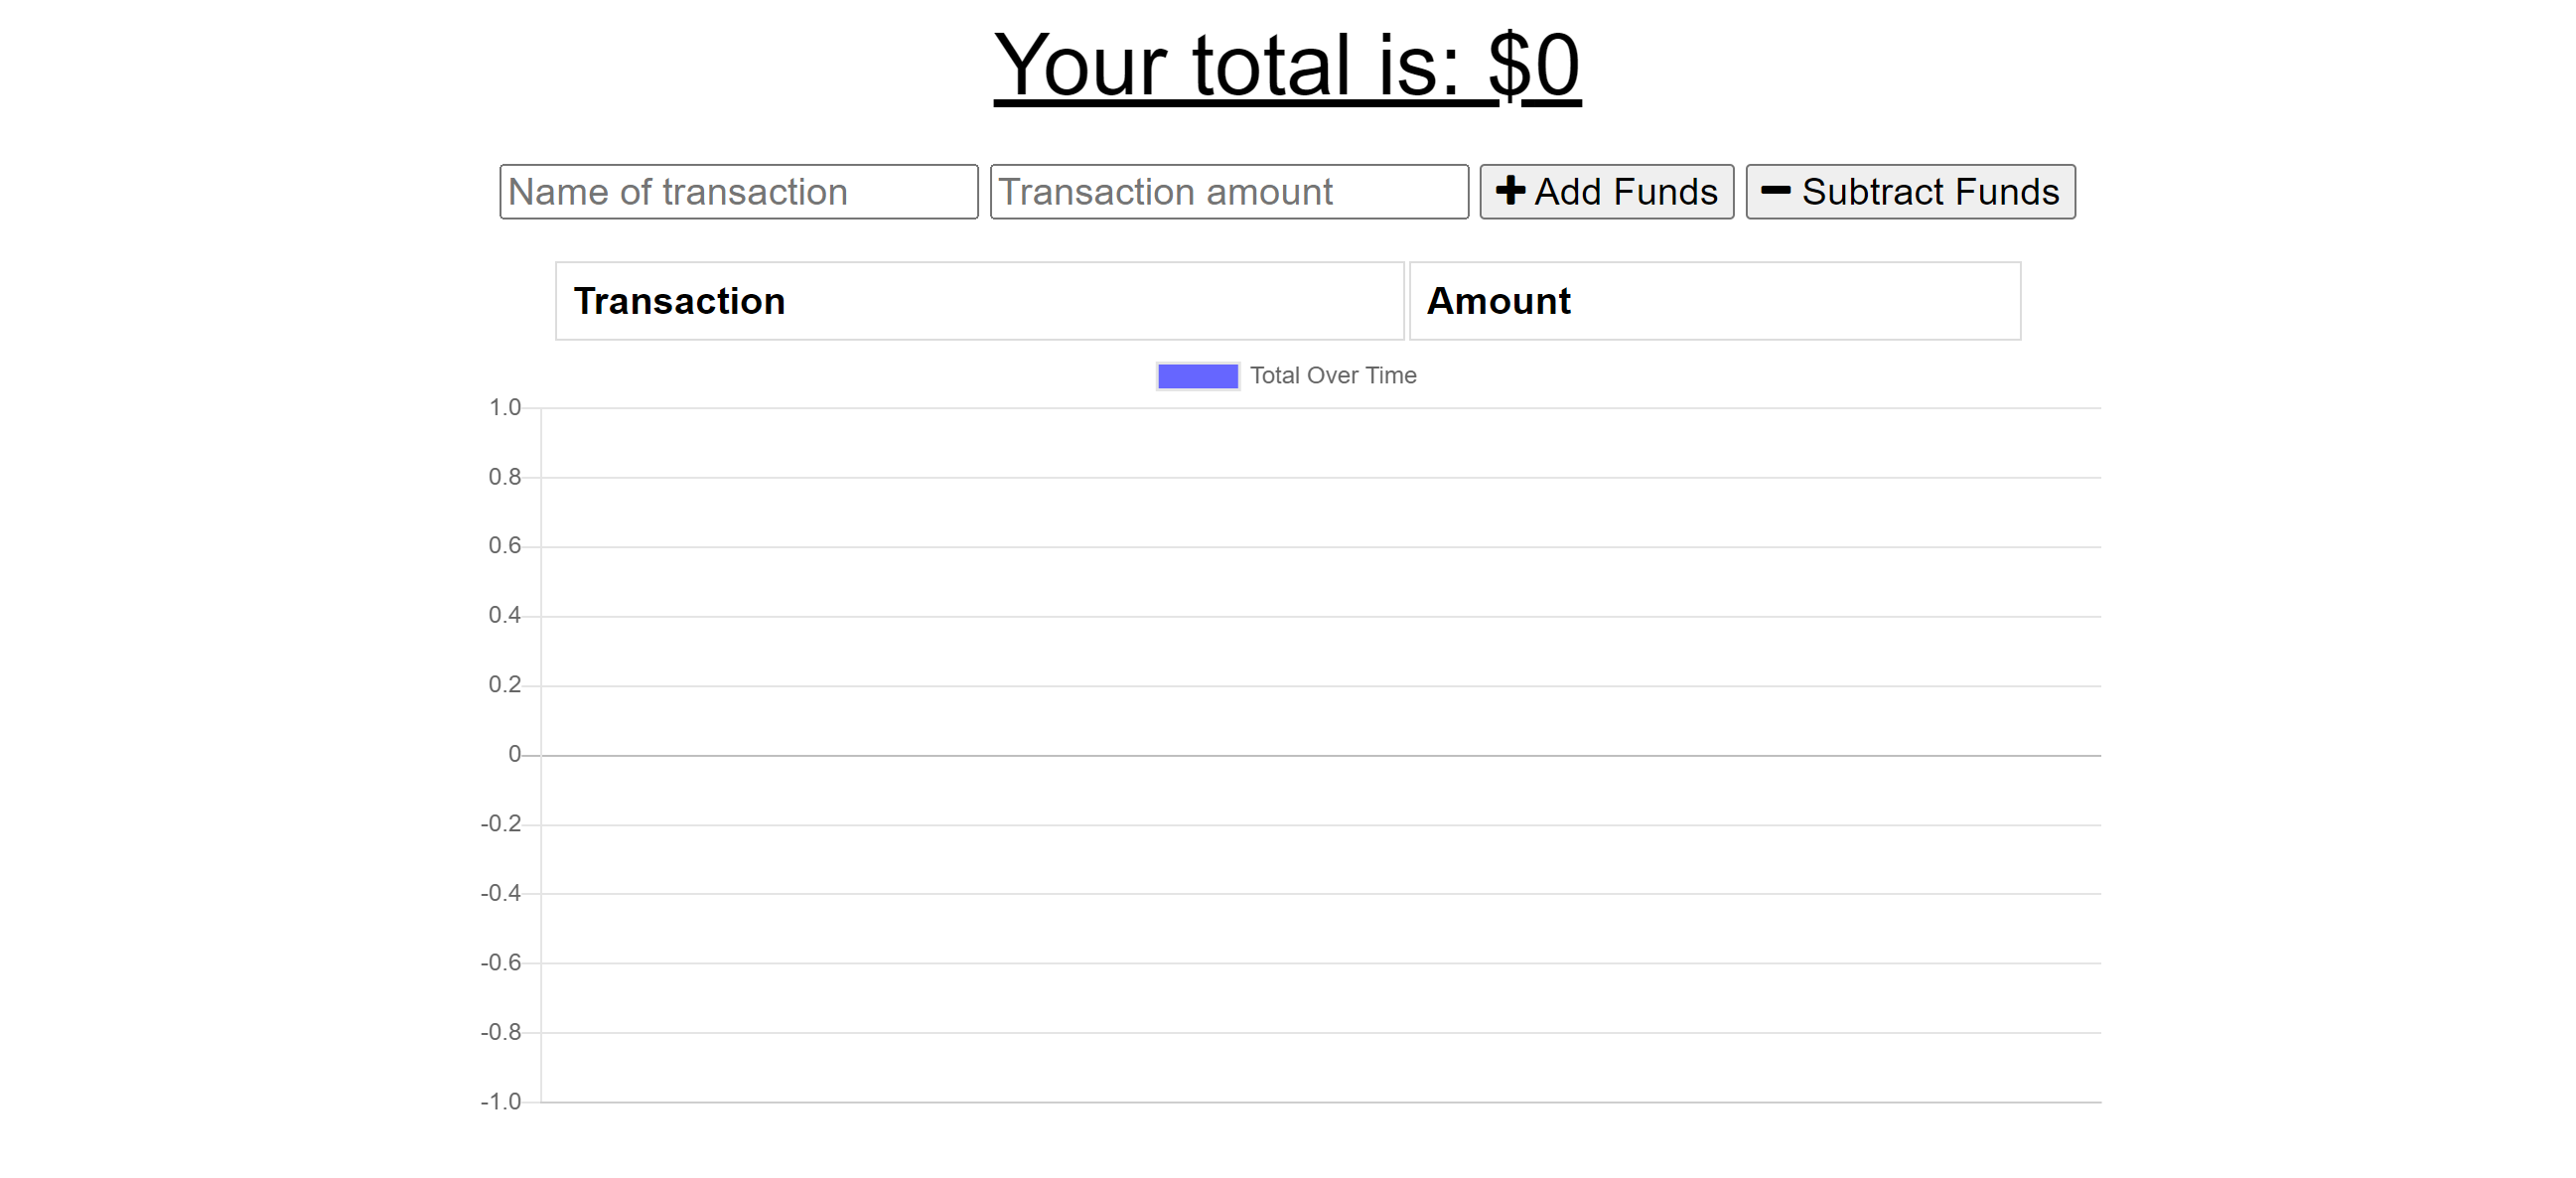 Your total is: $0
Name of transaction Transaction amount Add Funds Subtract Funds
Transaction Amount
Total Over Time
1.0
0.8
0.6
0.4
0.2
0
-0.2
-0.4
-0.6
-0.8
-1.0